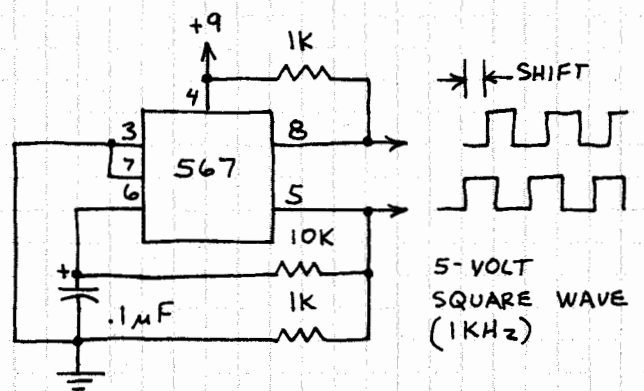 +9
1K
SHIFT
4
3
8
7
567
6
5
10K
+
.1µF
1K
5-VOLT
SQUARE WAVE
(1KHz)